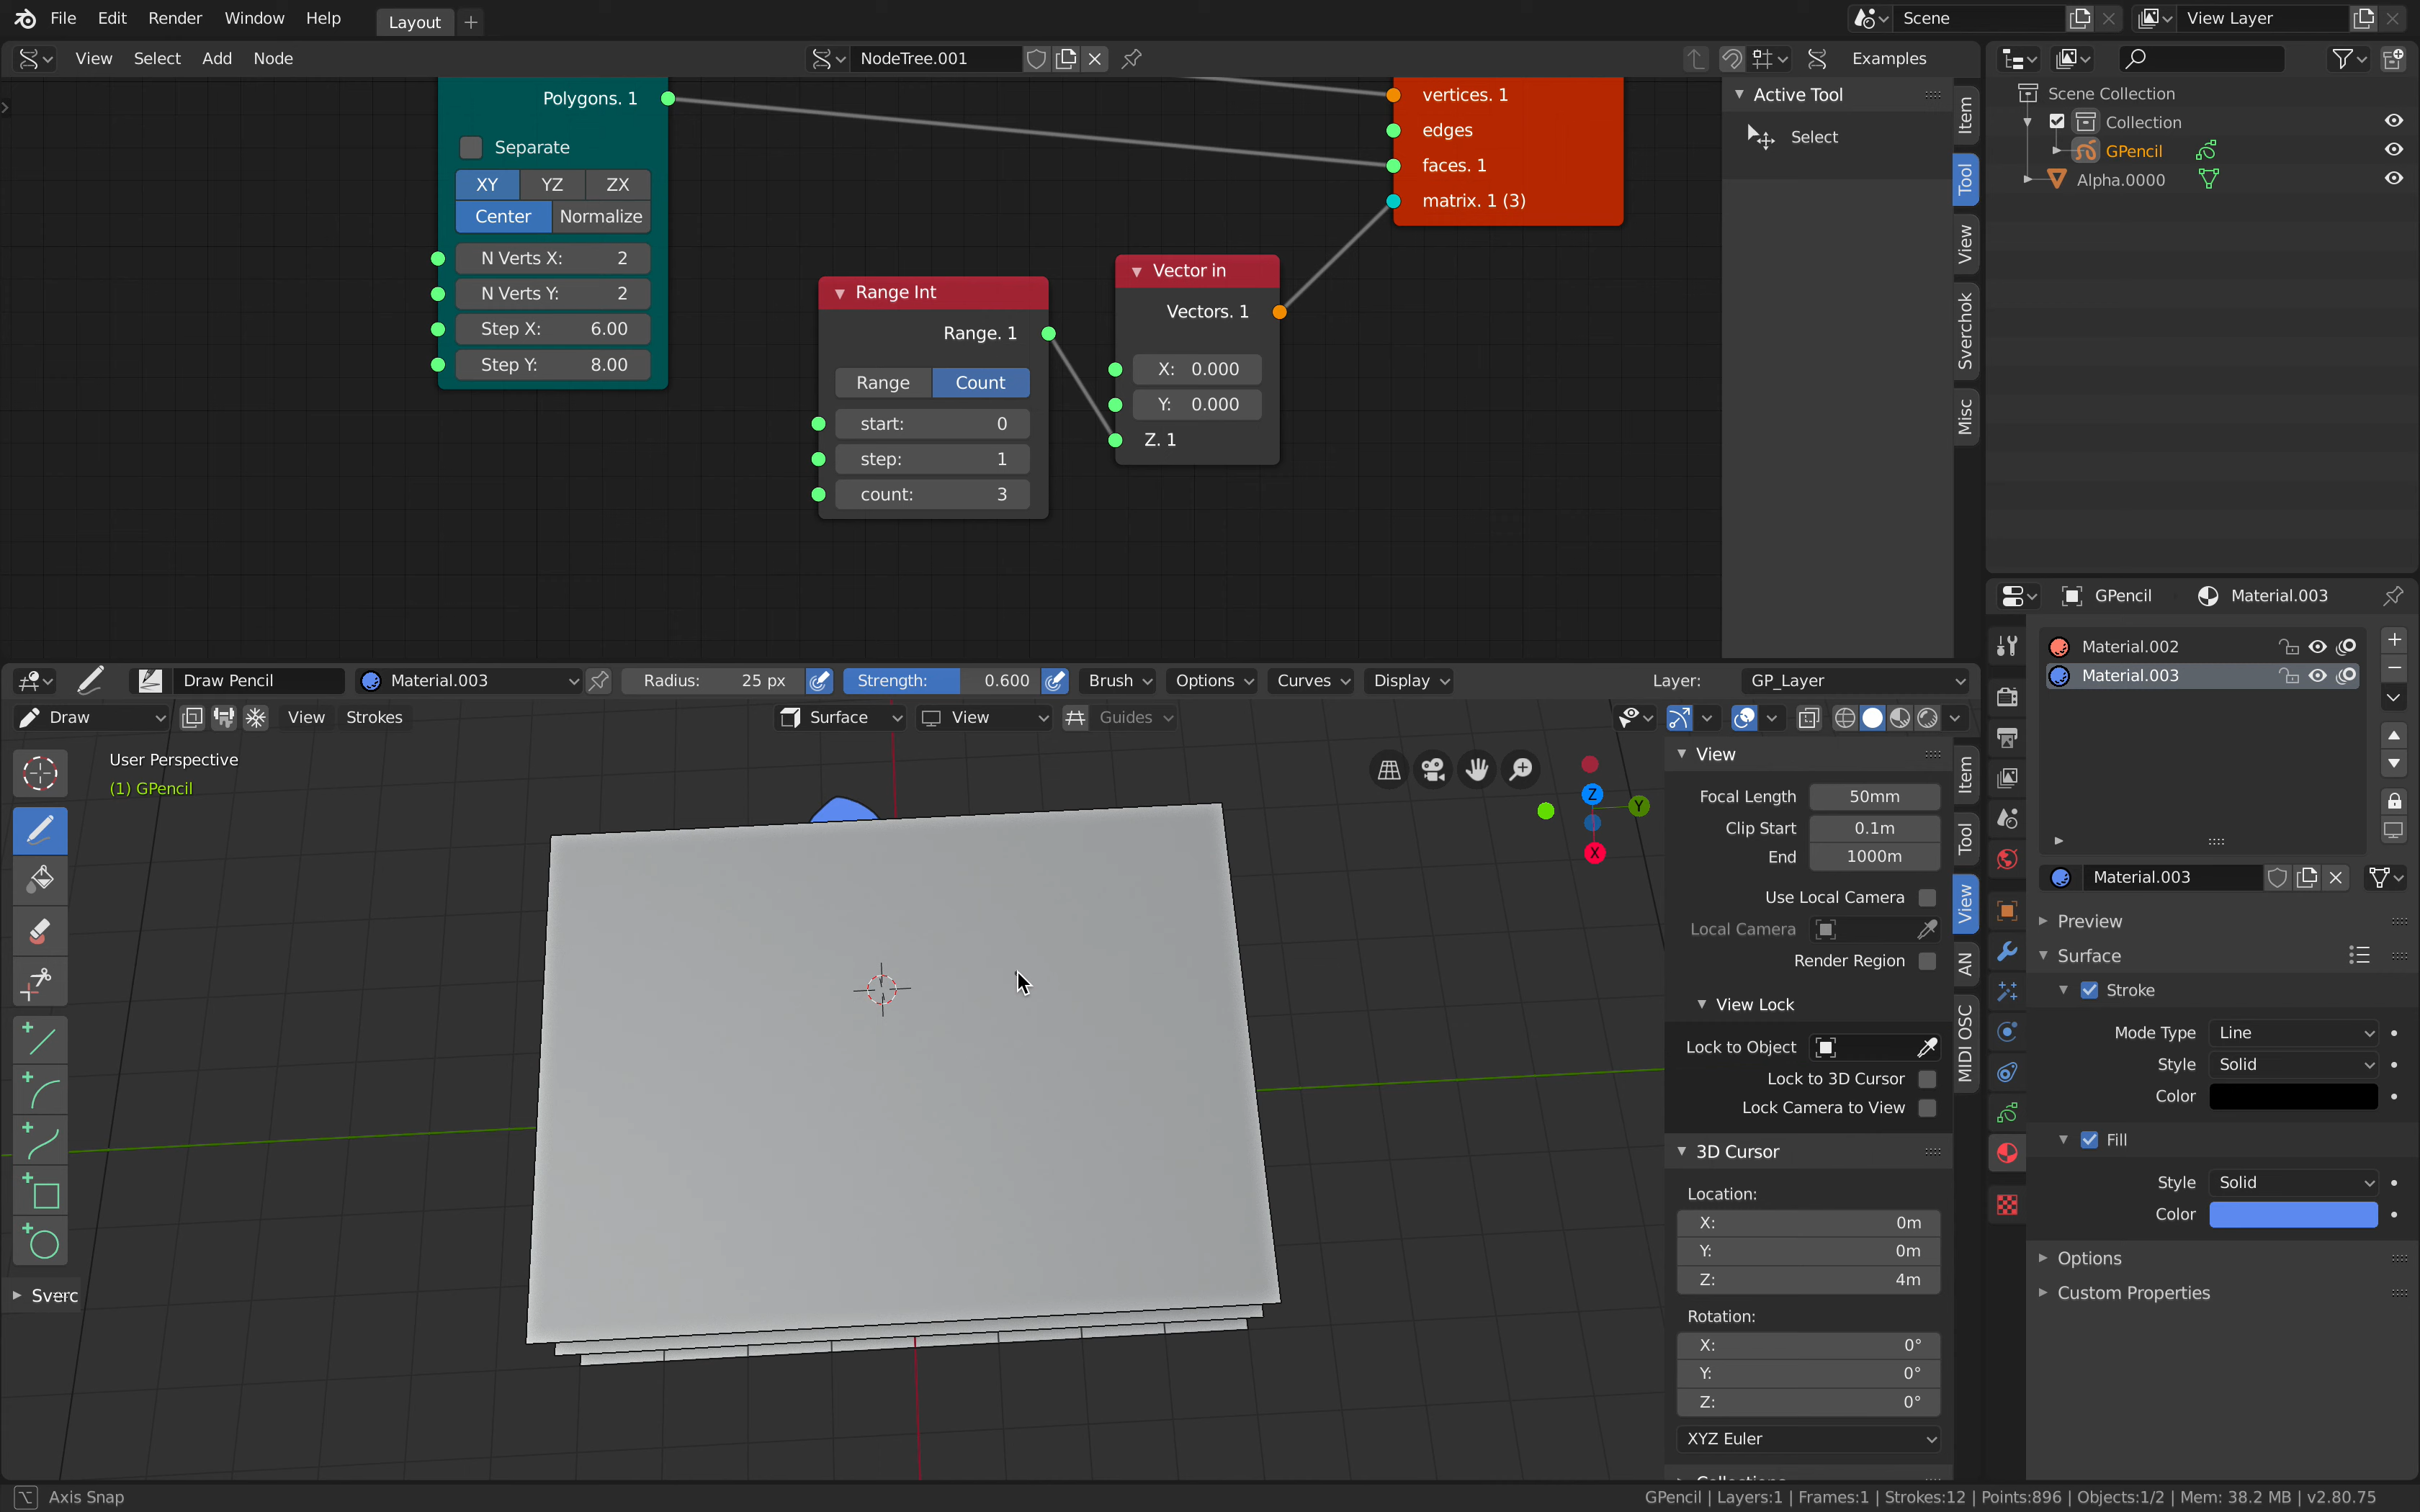 File Edit Render Window Help Layout Scene View Layer
View Select Add Node NodeTree.001 Examples
Polygons. 1
Separate
XY YZ ZX
Center Normalize
N Verts X: 2
N Verts Y: 2
Step X: 6.00
Step Y: 8.00
Range Int
Range. 1
Range Count
start: 0
step: 1
count: 3
Vector in
Vectors. 1
X: 0.000
Y: 0.000
Z. 1
vertices. 1
edges
faces. 1
matrix. 1 (3)
Active Tool
Select
Item
Tool
View
Sverchok
Misc
Scene Collection
Collection
GPencil
Alpha.0000
GPencil Material.003
Material.002
Material.003
Material.003
Preview
Surface
Stroke
Mode Type Line
Style Solid
Color
Fill
Style Solid
Color
Options
Custom Properties
Draw Pencil Material.003 Radius: 25 px Strength: 0.600 Brush Options Curves Display Layer: GP_Layer
Draw View Strokes Surface View Guides
User Perspective
(1) GPencil
Sverc
Z
Y
X
View
Focal Length 50mm
Clip Start 0.1m
End 1000m
Use Local Camera
Local Camera
Render Region
View Lock
Lock to Object
Lock to 3D Cursor
Lock Camera to View
3D Cursor
Location:
X: 0m
Y: 0m
Z: 4m
Rotation:
X: 0°
Y: 0°
Z: 0°
XYZ Euler
Item
Tool
View
AN
MIDI OSC
Axis Snap
GPencil | Layers:1 | Frames:1 | Strokes:12 | Points:896 | Objects:1/2 | Mem: 38.2 MB | v2.80.75